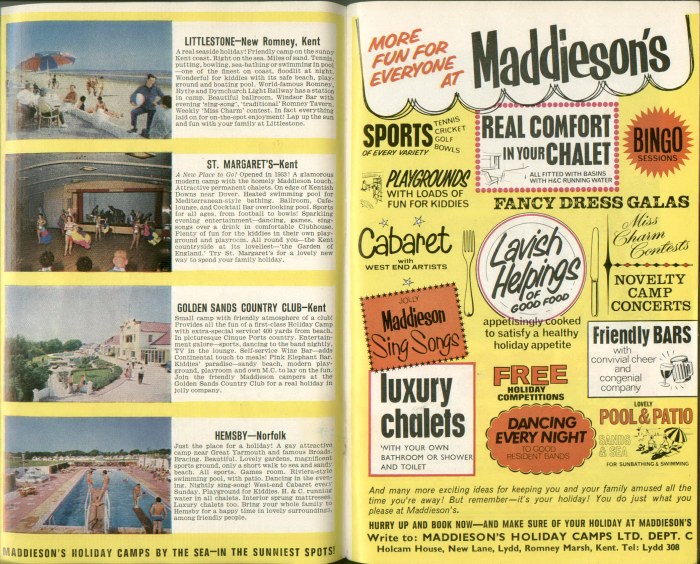 LITTLESTONE—New Romney, Kent
A real seaside holiday! Friendly camp on the sunny
Kent coast. Right on the sea. Miles of sand. Tennis,
putting, bowling, sea-bathing or swimming in pool
—one of the finest on coast, floodlit at night.
Wonderful for kiddies with its safe beach, play-
ground and boating pool. World-famous Romney,
Hythe and Dymchurch Light Railway has a station
in camp. Beautiful ballroom, Windsor Bar with
evening 'sing-song', 'traditional' Romney Tavern.
Weekly 'Miss Charm' contest. In fact everything
laid on for on-the-spot enjoyment! Lap up the sun
and fun with your family at Littlestone.
ST. MARGARET'S—Kent
A New Place to Go! Opened in 1965! A glamorous
modern camp with the homely Maddieson touch.
Attractive permanent chalets. On edge of Kentish
Downs near Dover. Heated swimming pool for
Mediterranean-style bathing. Ballroom, Cafe-
lounge, and Cocktail Bar overlooking pool. Sports
for all ages, from football to bowls! Sparkling
evening entertainment—dancing, games, sing-
songs over a drink in comfortable Clubhouse.
Plenty of fun for the kiddies in their own play-
ground and playroom. All round you—the Kent
countryside at its loveliest—'the Garden of
England.' Try St. Margaret's for a lovely new
way to spend your family holiday.
GOLDEN SANDS COUNTRY CLUB—Kent
Small camp with friendly atmosphere of a club!
Provides all the fun of a first-class Holiday Camp
with extra-special service! 400 yards from beach,
in picturesque Cinque Ports country. Entertain-
ment galore—sports, dancing to the band nightly,
TV in the lounge. Self-service Wine Bar—adds
Continental touch to meals! Pink Elephant Bar.
Kiddies' paradise—sandy beach, modern play-
ground, playroom and own M.C. to lay on the fun.
Join the friendly Maddieson campers at the
Golden Sands Country Club for a real holiday in
jolly company.
HEMSBY—Norfolk
Just the place for a holiday! A gay attractive
camp near Great Yarmouth and famous Broads.
Bracing. Beautiful. Lovely gardens, magnificent
sports ground, only a short walk to sea and sandy
beach. All sports. Games room. Riviera-style
swimming pool, with patio. Dancing in the even-
ing. Nightly sing-song! West-end Cabaret every
Sunday. Playground for Kiddies. H. & C. running
water in all chalets. Interior sprung mattresses.
Luxury chalets too. Bring your whole family to
Hemsby for a happy time in lovely surroundings,
among friendly people.
MADDIESON'S HOLIDAY CAMPS BY THE SEA—IN THE SUNNIEST SPOTS!
MORE
FUN FOR
EVERYONE
AT
Maddieson's
SPORTS
OF EVERY VARIETY
TENNIS
CRICKET
GOLF
BOWLS
REAL COMFORT
IN YOUR CHALET
ALL FITTED WITH BASINS
WITH H&C RUNNING WATER
BINGO
SESSIONS
PLAYGROUNDS
WITH LOADS OF
FUN FOR KIDDIES
FANCY DRESS GALAS
Cabaret
with
WEST END ARTISTS
Lavish
Helpings
OF
GOOD FOOD
appetisingly cooked
to satisfy a healthy
holiday appetite
Miss
Charm
Contests
NOVELTY
CAMP
CONCERTS
JOLLY
Maddieson
Sing Songs
Friendly BARS
with
convivial cheer
and
congenial
company
luxury
chalets
WITH YOUR OWN
BATHROOM OR SHOWER
AND TOILET
FREE
HOLIDAY
COMPETITIONS
DANCING
EVERY NIGHT
TO GOOD
RESIDENT BANDS
LOVELY
POOL & PATIO
SANDS
& SEA
FOR SUNBATHING & SWIMMING
And many more exciting ideas for keeping you and your family amused all the
time you're away! But remember—it's your holiday! You do just what you
please at Maddieson's.
HURRY UP AND BOOK NOW—AND MAKE SURE OF YOUR HOLIDAY AT MADDIESON'S
Write to: MADDIESON'S HOLIDAY CAMPS LTD. DEPT. C
Holcam House, New Lane, Lydd, Romney Marsh, Kent. Tel: Lydd 308